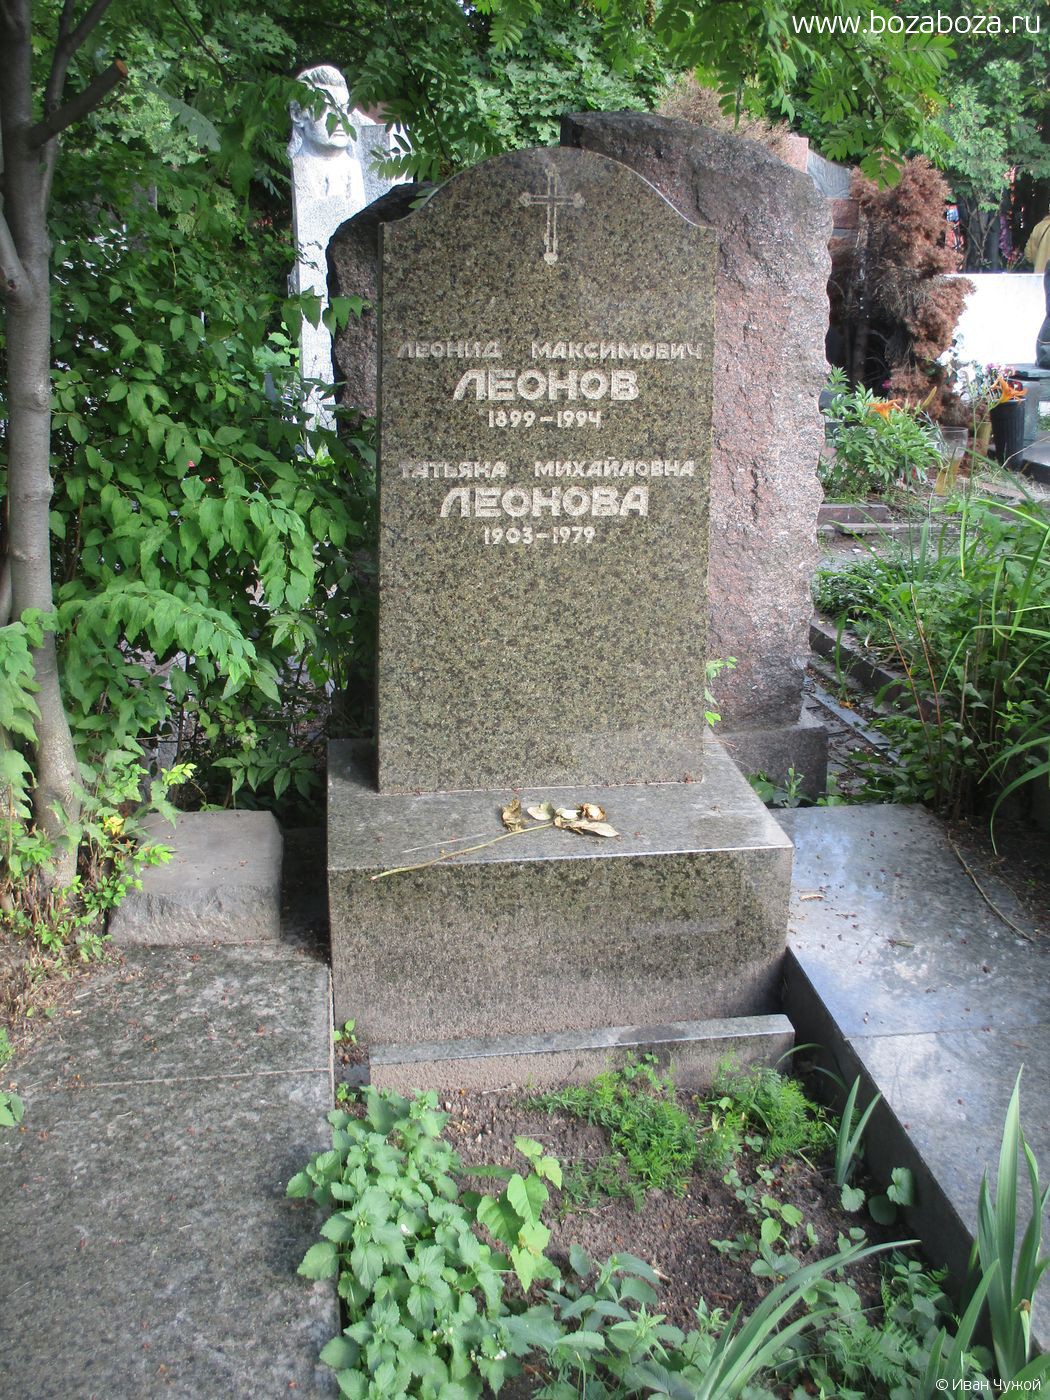 www.bozaboza.ru
ЛЕОНИД МАКСИМОВИЧ
ЛЕОНОВ
1899-1994
ТАТЬЯНА МИХАЙЛОВНА
ЛЕОНОВА
1903-1979
© Иван Чужой